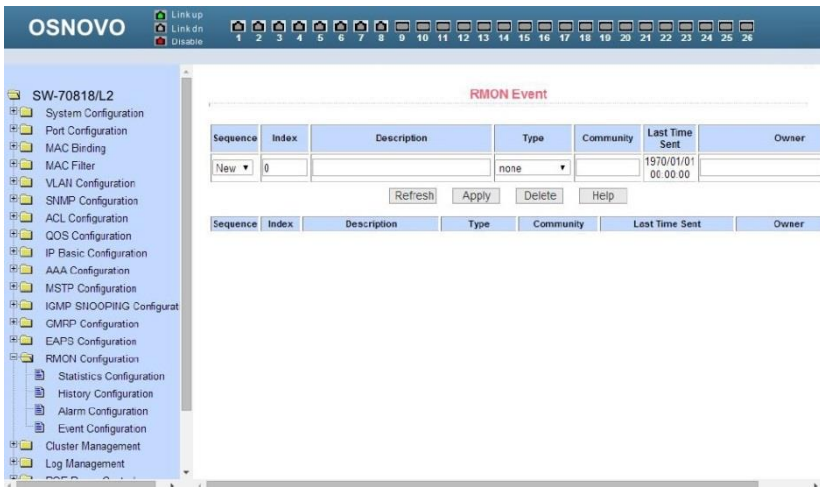 OSNOVO
Linkup
Linkdn
Disable
1 2 3 4 5 6 7 8 9 10 11 12 13 14 15 16 17 18 19 20 21 22 23 24 25 26
SW-70818/L2
System Configuration
Port Configuration
MAC Binding
MAC Filter
VLAN Configuration
SNMP Configuration
ACL Configuration
QOS Configuration
IP Basic Configuration
AAA Configuration
MSTP Configuration
IGMP SNOOPING Configurat
GMRP Configuration
EAPS Configuration
RMON Configuration
Statistics Configuration
History Configuration
Alarm Configuration
Event Configuration
Cluster Management
Log Management
RMON Event
Sequence Index Description Type Community Last Time Sent Owner
New 0 none 1970/01/01 00:00:00
Refresh Apply Delete Help
Sequence Index Description Type Community Last Time Sent Owner